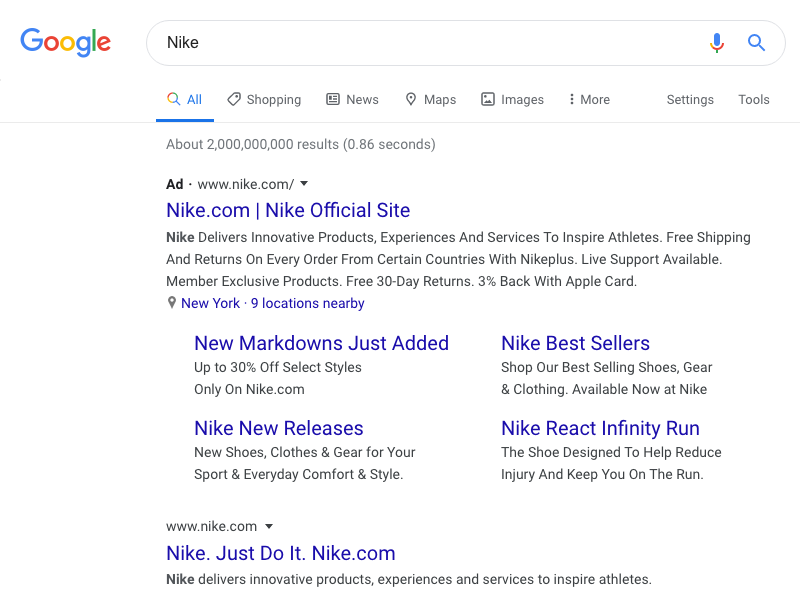 Google
Nike
All Shopping News Maps Images More Settings Tools
About 2,000,000,000 results (0.86 seconds)
Ad · www.nike.com/
Nike.com | Nike Official Site
Nike Delivers Innovative Products, Experiences And Services To Inspire Athletes. Free Shipping
And Returns On Every Order From Certain Countries With Nikeplus. Live Support Available.
Member Exclusive Products. Free 30-Day Returns. 3% Back With Apple Card.
New York · 9 locations nearby
New Markdowns Just Added
Up to 30% Off Select Styles
Only On Nike.com
Nike Best Sellers
Shop Our Best Selling Shoes, Gear
& Clothing. Available Now at Nike
Nike New Releases
New Shoes, Clothes & Gear for Your
Sport & Everyday Comfort & Style.
Nike React Infinity Run
The Shoe Designed To Help Reduce
Injury And Keep You On The Run.
www.nike.com
Nike. Just Do It. Nike.com
Nike delivers innovative products, experiences and services to inspire athletes.